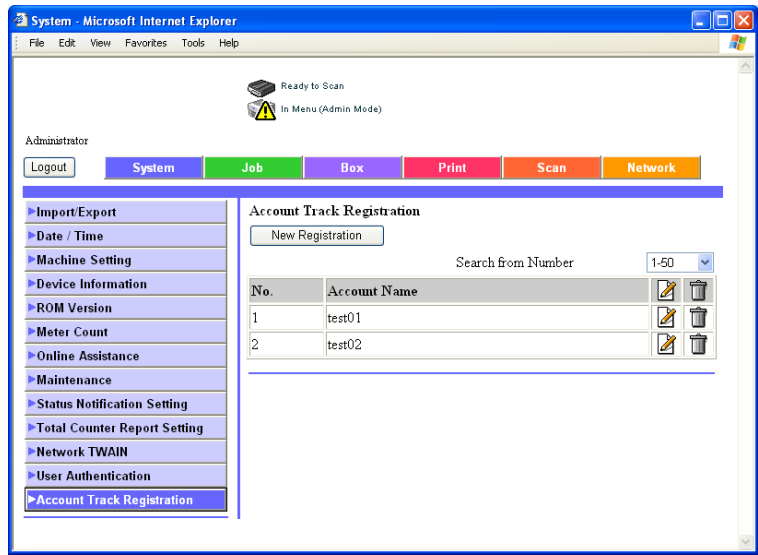 System - Microsoft Internet Explorer
File Edit View Favorites Tools Help
Ready to Scan
In Menu (Admin Mode)
Administrator
Logout System Job Box Print Scan Network
Import/Export
Date / Time
Machine Setting
Device Information
ROM Version
Meter Count
Online Assistance
Maintenance
Status Notification Setting
Total Counter Report Setting
Network TWAIN
User Authentication
Account Track Registration
Account Track Registration
New Registration
Search from Number 1-50
No. Account Name
1 test01
2 test02